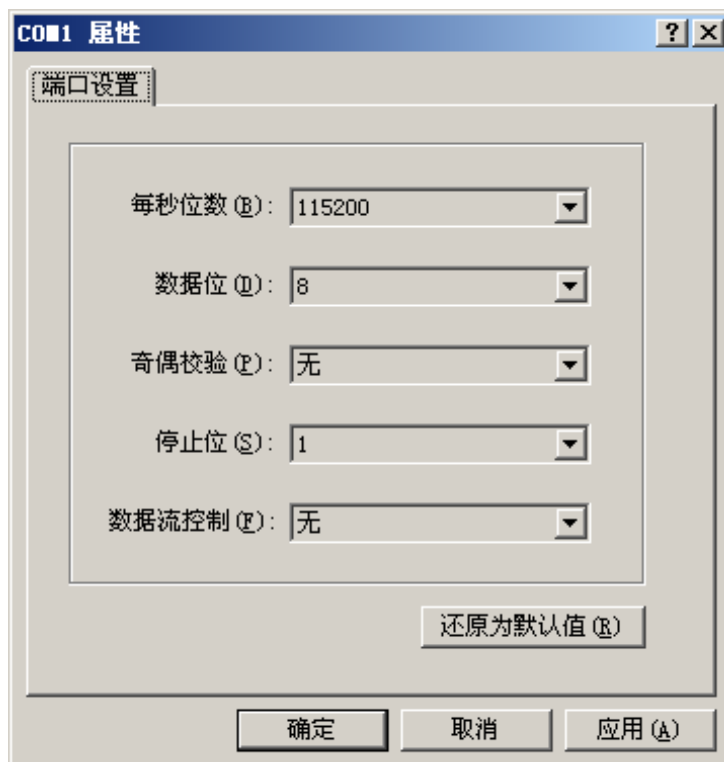 COM1 属性
端口设置
每秒位数(B): 115200
数据位(D): 8
奇偶校验(P): 无
停止位(S): 1
数据流控制(F): 无
还原为默认值(R)
确定 取消 应用(A)